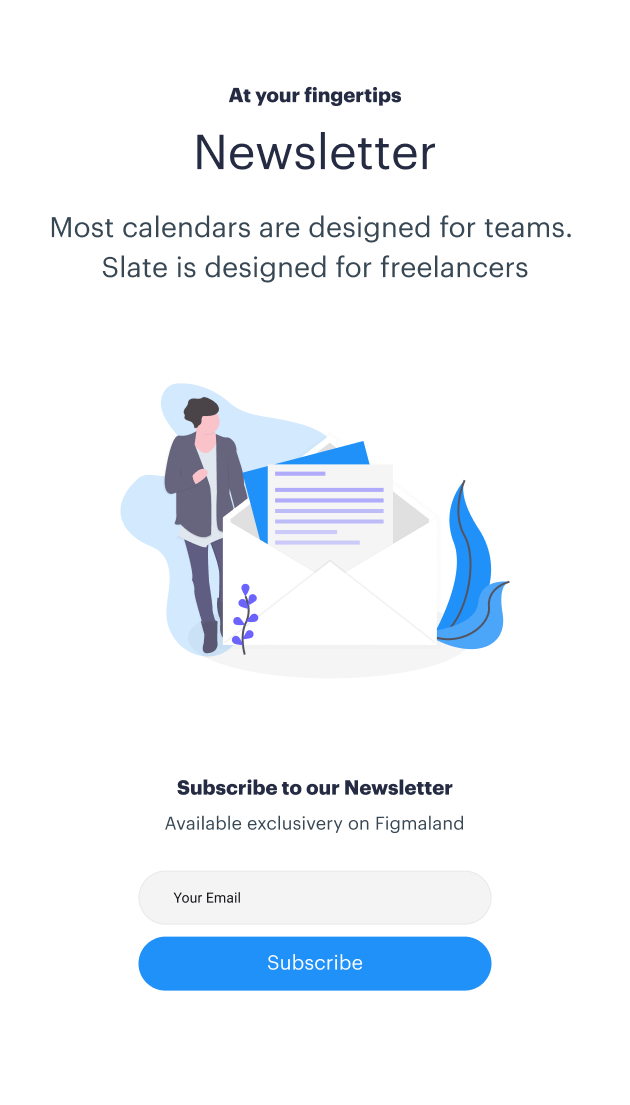 At your fingertips
Newsletter
Most calendars are designed for teams.
Slate is designed for freelancers
Subscribe to our Newsletter
Available exclusivery on Figmaland
Your Email
Subscribe